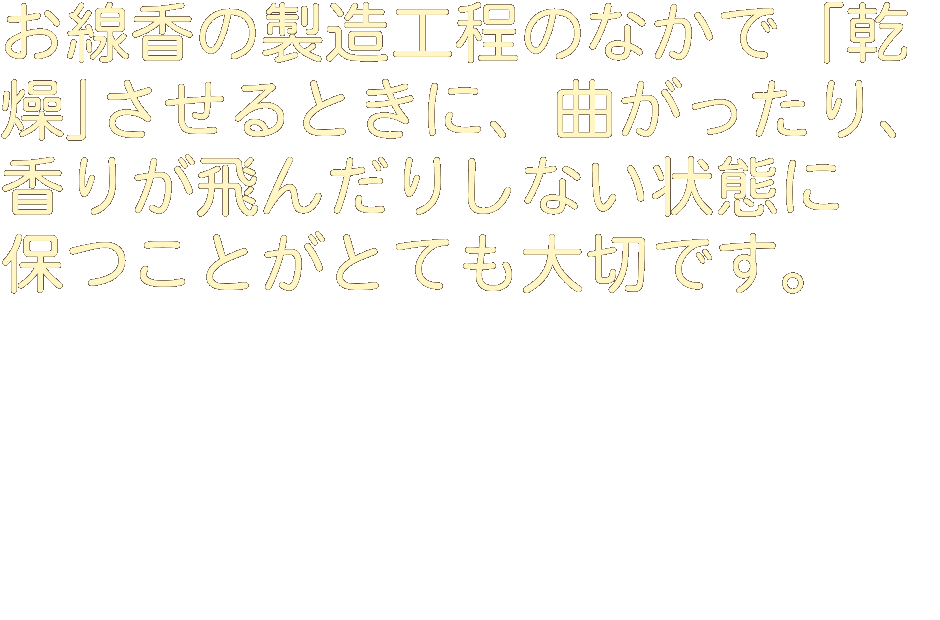 お線香の製造工程のなかで「乾
燥」させるときに、曲がったり、
香りが飛んだりしない状態に
保つことがとても大切です。